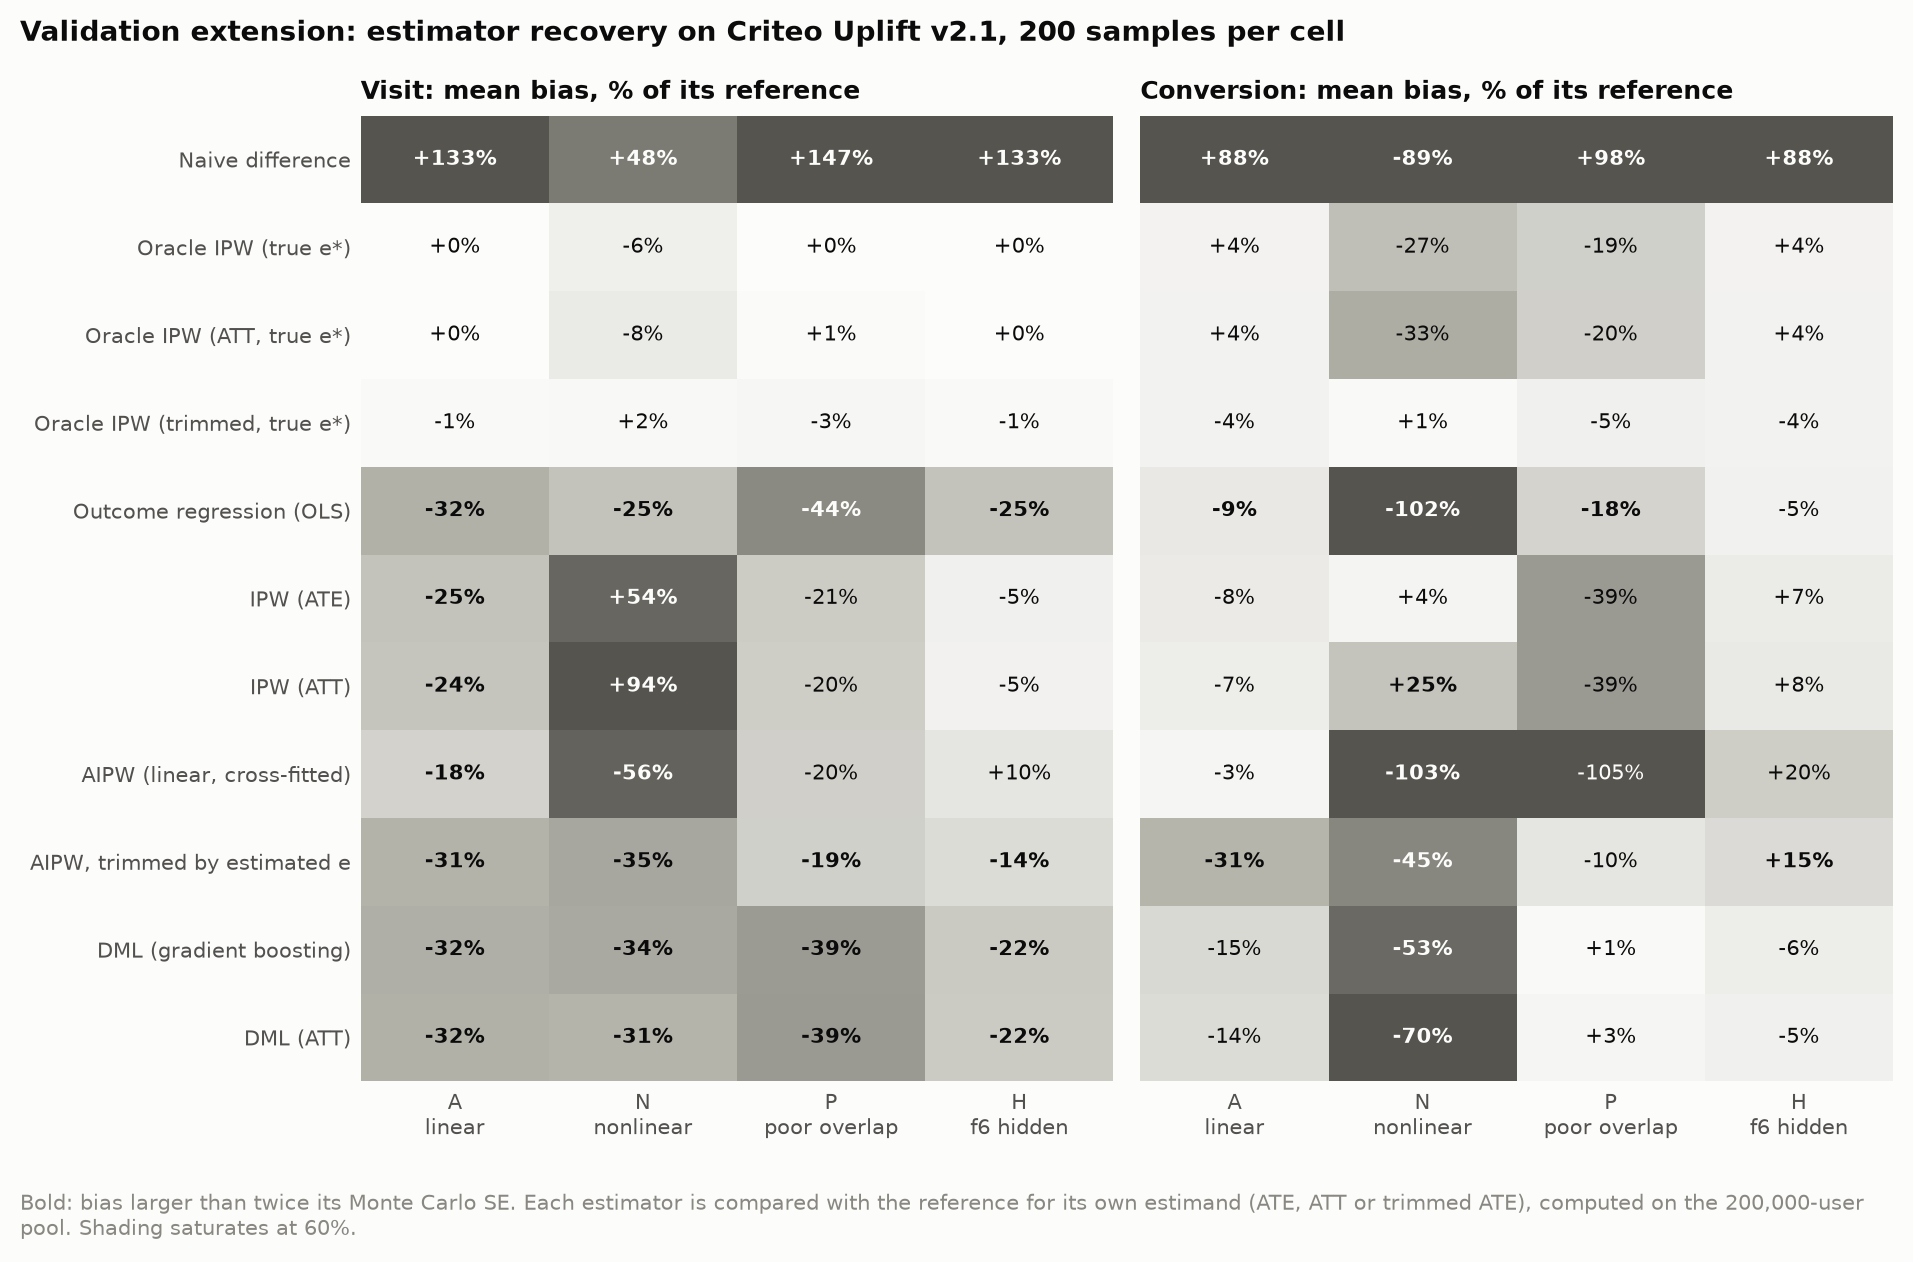 Validation extension: estimator recovery on Criteo Uplift v2.1, 200 samples per cell
Visit: mean bias, % of its reference
Conversion: mean bias, % of its reference
Naive difference +133% +48% +147% +133% +88% -89% +98% +88%
Oracle IPW (true e*) +0% -6% +0% +0% +4% -27% -19% +4%
Oracle IPW (ATT, true e*) +0% -8% +1% +0% +4% -33% -20% +4%
Oracle IPW (trimmed, true e*) -1% +2% -3% -1% -4% +1% -5% -4%
Outcome regression (OLS) -32% -25% -44% -25% -9% -102% -18% -5%
IPW (ATE) -25% +54% -21% -5% -8% +4% -39% +7%
IPW (ATT) -24% +94% -20% -5% -7% +25% -39% +8%
AIPW (linear, cross-fitted) -18% -56% -20% +10% -3% -103% -105% +20%
AIPW, trimmed by estimated e -31% -35% -19% -14% -31% -45% -10% +15%
DML (gradient boosting) -32% -34% -39% -22% -15% -53% +1% -6%
DML (ATT) -32% -31% -39% -22% -14% -70% +3% -5%
A N P H A N P H
linear nonlinear poor overlap f6 hidden linear nonlinear poor overlap f6 hidden
Bold: bias larger than twice its Monte Carlo SE. Each estimator is compared with the reference for its own estimand (ATE, ATT or trimmed ATE), computed on the 200,000-user
pool. Shading saturates at 60%.